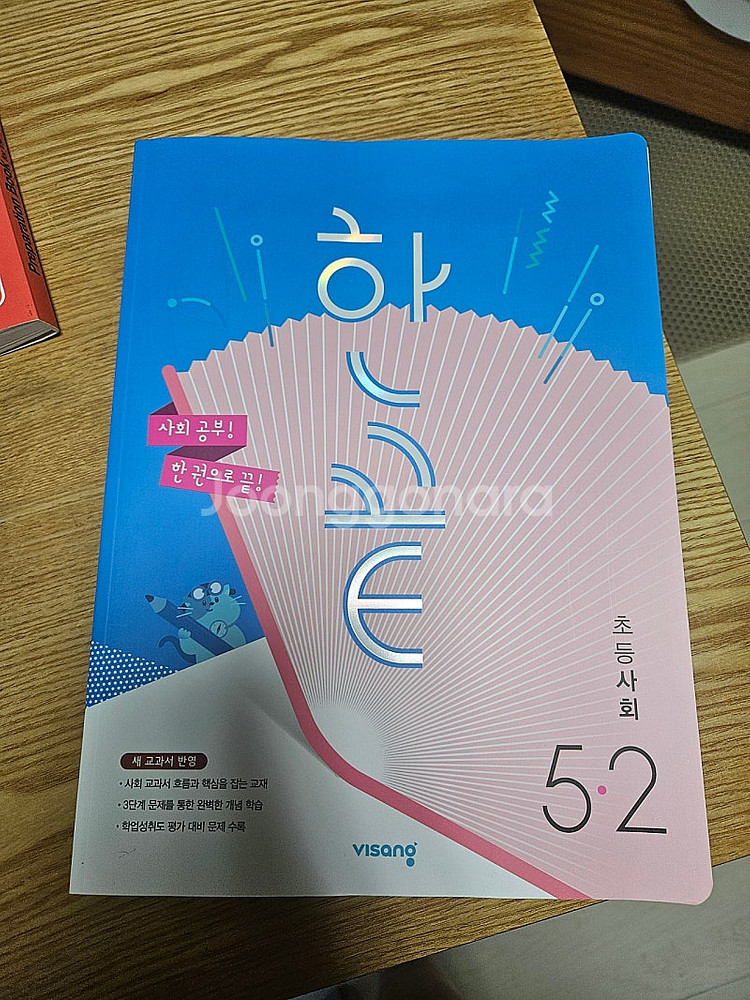 Preparation Book
한끝
사회 공부!
한 권으로 끝!
Joonggonara
초등사회
5·2
새 교과서 반영
· 사회 교과서 흐름과 핵심을 잡는 교재
· 3단계 문제를 통한 완벽한 개념 학습
· 학업성취도 평가 대비 문제 수록
visang